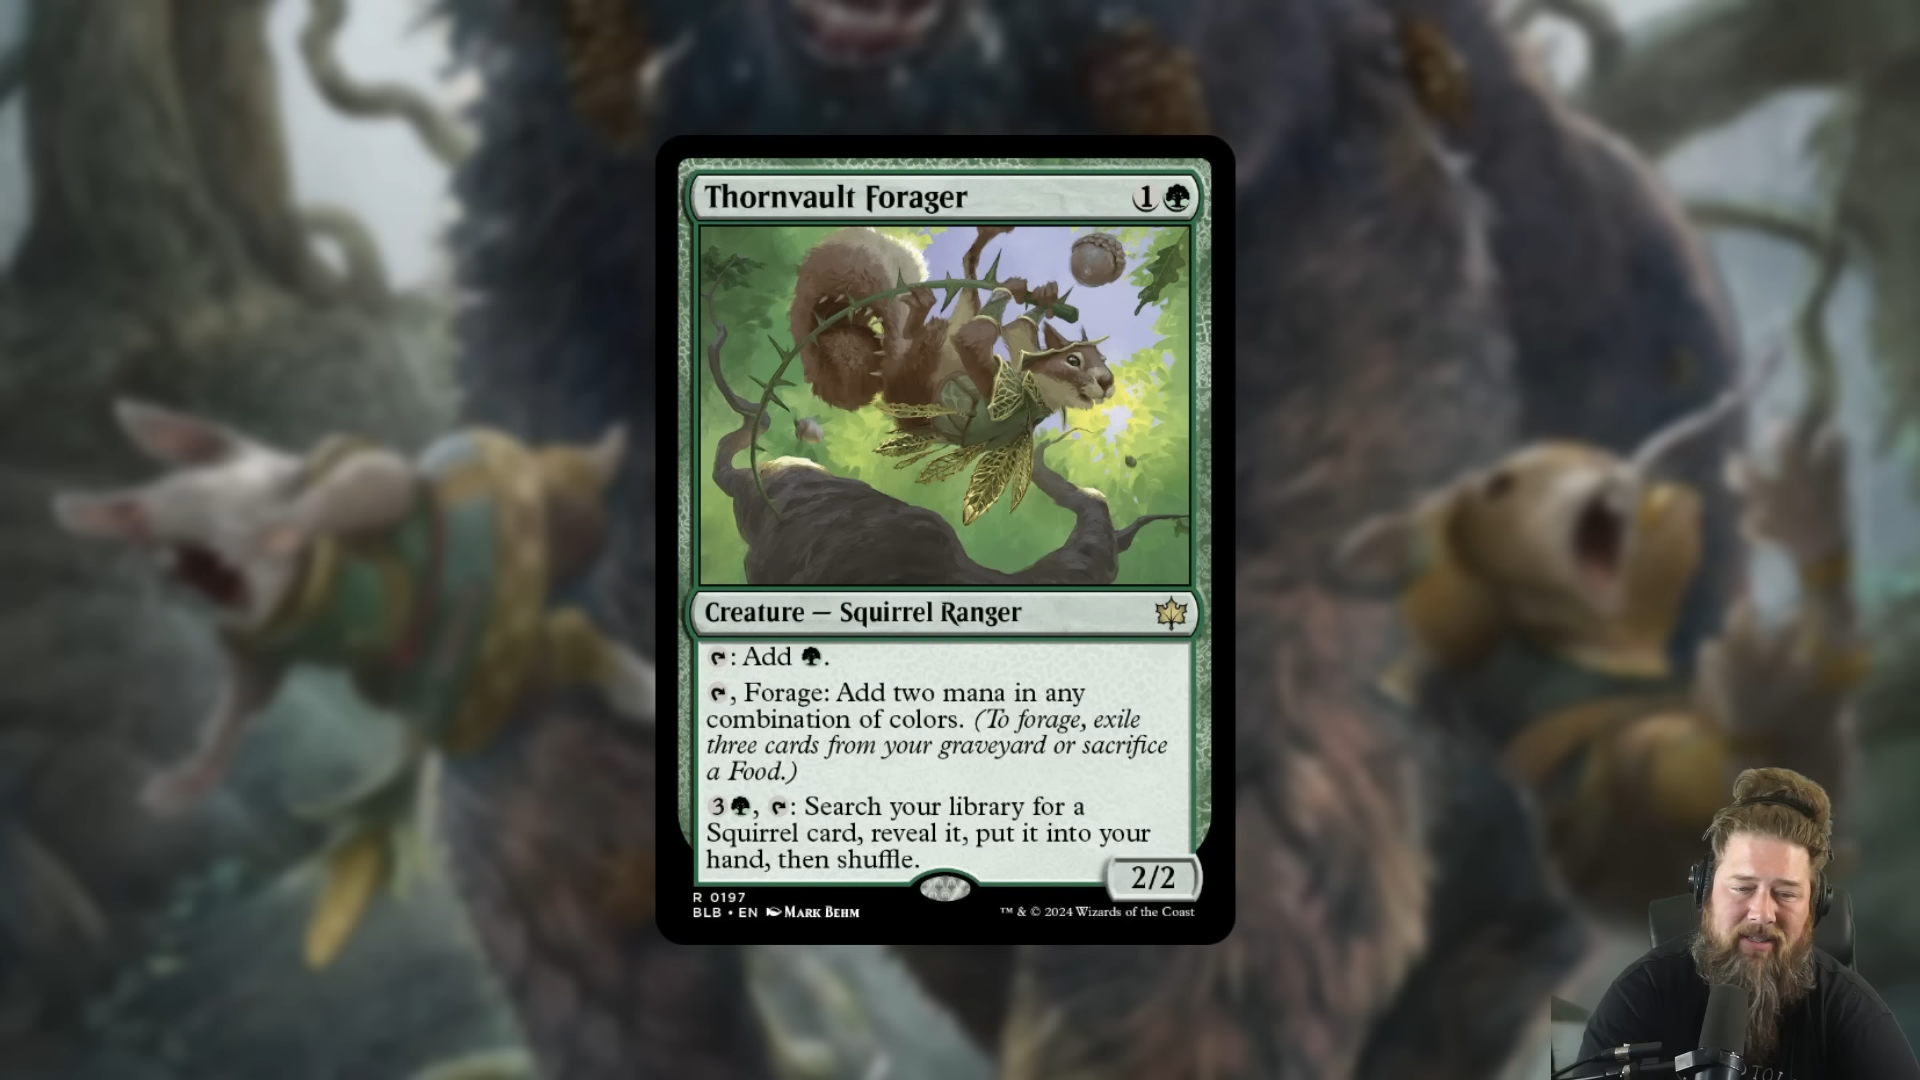 Thornvault Forager 1
Creature — Squirrel Ranger
: Add .
, Forage: Add two mana in any
combination of colors. (To forage, exile
three cards from your graveyard or sacrifice
a Food.)
3 , : Search your library for a
Squirrel card, reveal it, put it into your
hand, then shuffle.
2/2
R 0197
BLB • EN MARK BEHM
™ & © 2024 Wizards of the Coast